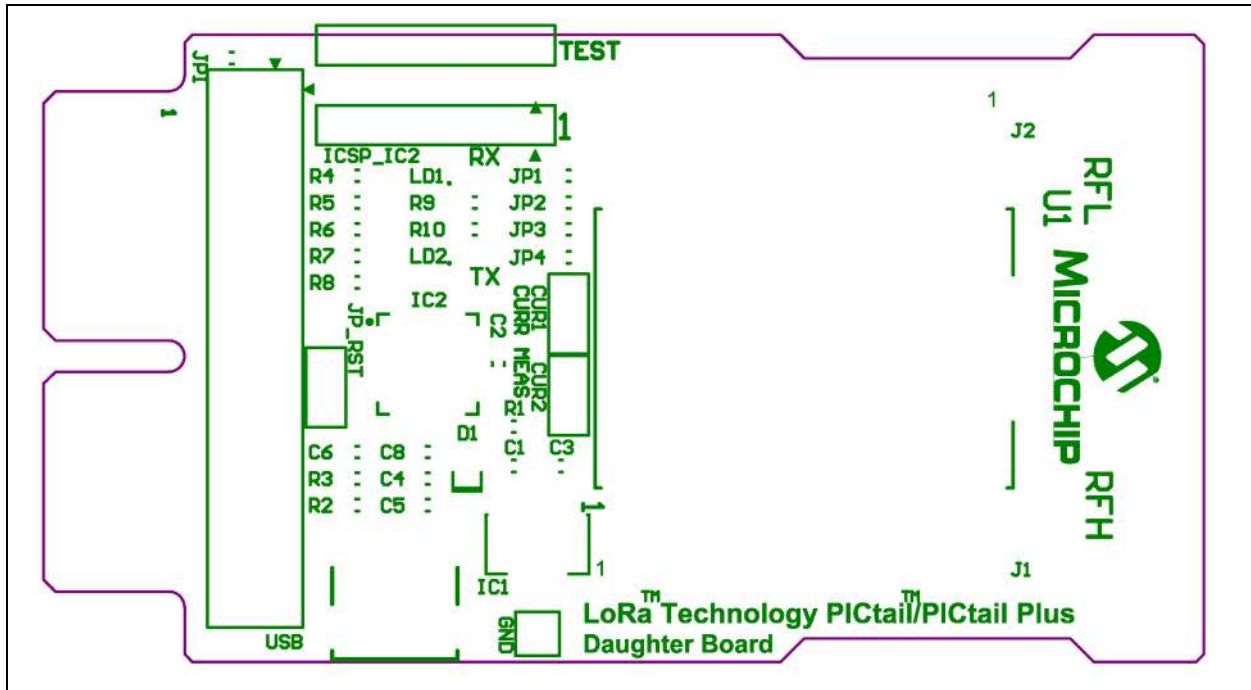 TEST
JPI
1
1
1
J2
ICSP_IC2
RX
R4
LD1
JP1
R5
R9
JP2
R6
R10
JP3
R7
LD2
JP4
R8
TX
RFL
U1
IC2
JP_RST
C2
CURR MEAS
CUR1
CUR2
MICROCHIP
R1
D1
C6
C8
C1
C3
R3
C4
R2
C5
1
RFH
IC1
1
J1
LoRa™ Technology PICtail™/PICtail Plus
Daughter Board
USB
GND